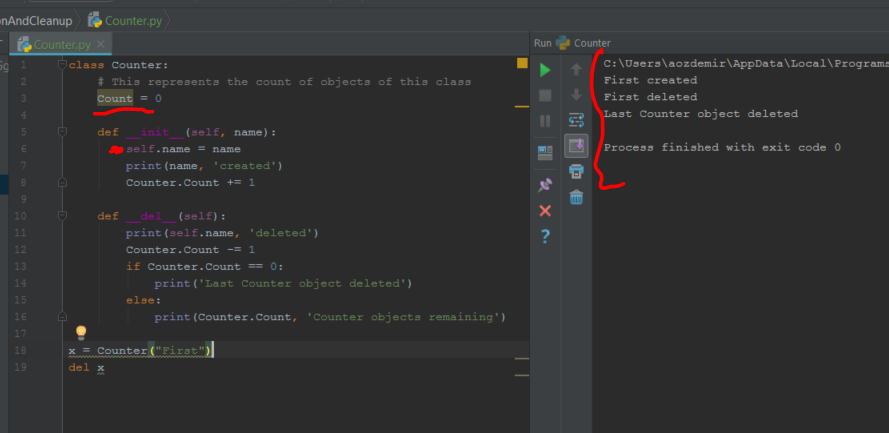 onAndCleanup
Counter.py
Counter.py
Run
Counter
1 class Counter:
2 # This represents the count of objects of this class
3 Count = 0
4
5 def __init__(self, name):
6 self.name = name
7 print(name, 'created')
8 Counter.Count += 1
9
10 def __del__(self):
11 print(self.name, 'deleted')
12 Counter.Count -= 1
13 if Counter.Count == 0:
14 print('Last Counter object deleted')
15 else:
16 print(Counter.Count, 'Counter objects remaining')
17
18 x = Counter("First")
19 del x
C:\Users\aozdemir\AppData\Local\Programs
First created
First deleted
Last Counter object deleted
Process finished with exit code 0